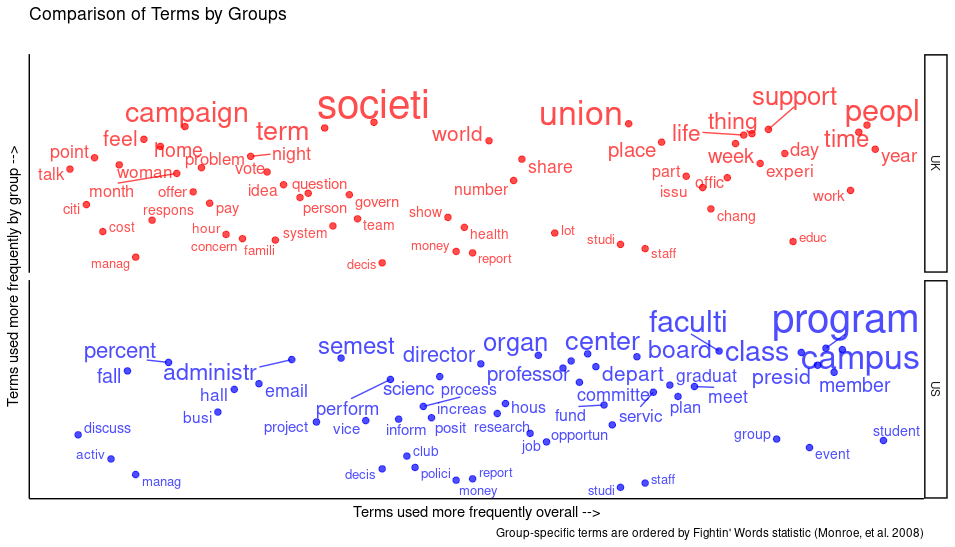 Comparison of Terms by Groups
support
societi
peopl
campaign
union
term
thing
life
world
feel
time
home
place
point
problem
night
week
day
year
woman
vote
share
experi
talk
part
offic
month
idea
question
number
issu
offer
work
govern
citi
respons
pay
person
show
chang
cost
hour
system
team
health
lot
studi
educ
concern
famili
money
staff
manag
decis
report
UK
program
faculti
semest
organ
center
percent
director
board
class
campus
fall
administr
professor
depart
graduat
presid
member
hall
email
scienc
process
committe
meet
busi
perform
increas
hous
fund
servic
plan
discuss
project
vice
inform
posit
research
opportun
group
student
activ
club
job
event
manag
decis
polici
report
money
studi
staff
US
Terms used more frequently by group -->
Terms used more frequently overall -->
Group-specific terms are ordered by Fightin' Words statistic (Monroe, et al. 2008)